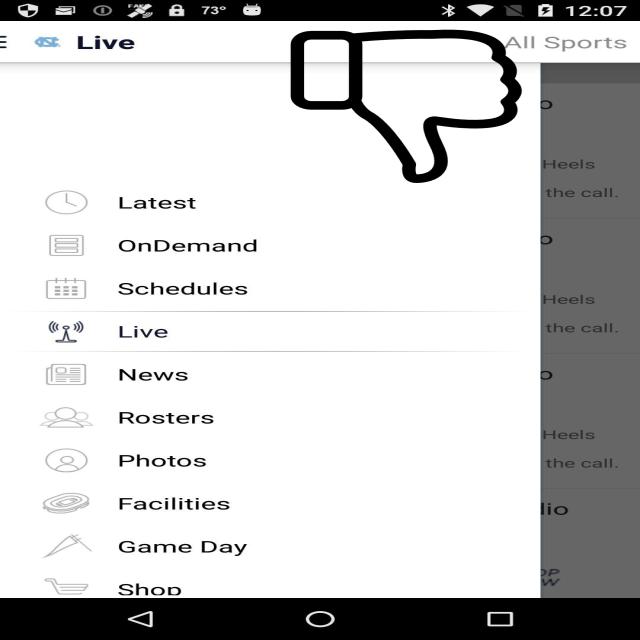 73° 12:07
Live All Sports
Heels
the call.
Latest
OnDemand
Heels
Schedules
the call.
Live
News
Rosters
Heels
Photos
the call.
Facilities
Game Day
Shop